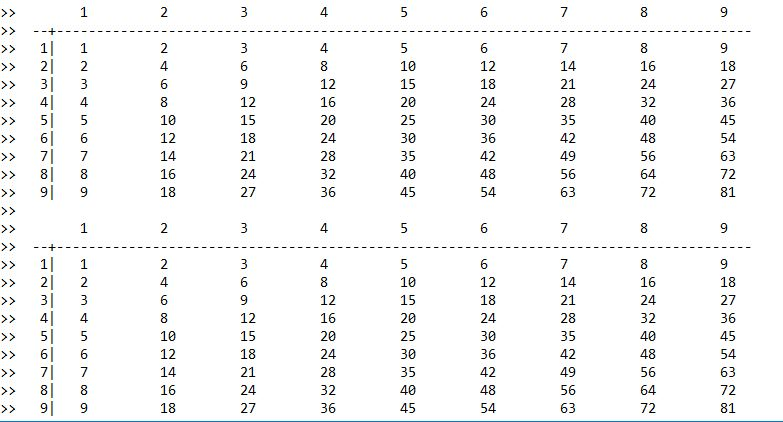 >>         1         2         3         4         5         6         7         8         9
>>  --+---------------------------------------------------------------------------------------
>>   1|   1         2         3         4         5         6         7         8         9
>>   2|   2         4         6         8         10        12        14        16        18
>>   3|   3         6         9         12        15        18        21        24        27
>>   4|   4         8         12        16        20        24        28        32        36
>>   5|   5         10        15        20        25        30        35        40        45
>>   6|   6         12        18        24        30        36        42        48        54
>>   7|   7         14        21        28        35        42        49        56        63
>>   8|   8         16        24        32        40        48        56        64        72
>>   9|   9         18        27        36        45        54        63        72        81
>>
>>         1         2         3         4         5         6         7         8         9
>>  --+---------------------------------------------------------------------------------------
>>   1|   1         2         3         4         5         6         7         8         9
>>   2|   2         4         6         8         10        12        14        16        18
>>   3|   3         6         9         12        15        18        21        24        27
>>   4|   4         8         12        16        20        24        28        32        36
>>   5|   5         10        15        20        25        30        35        40        45
>>   6|   6         12        18        24        30        36        42        48        54
>>   7|   7         14        21        28        35        42        49        56        63
>>   8|   8         16        24        32        40        48        56        64        72
>>   9|   9         18        27        36        45        54        63        72        81